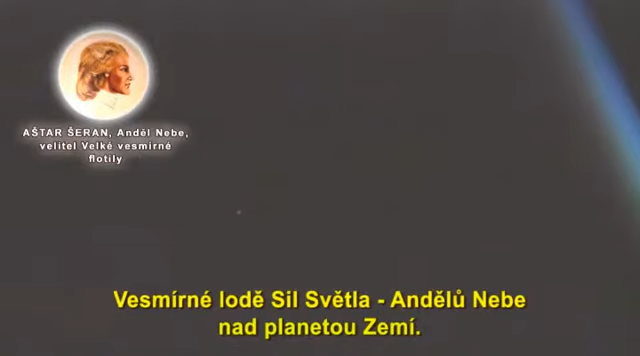 AŠTAR ŠERAN, Anděl Nebe,
velitel Velké vesmírné
flotily
Vesmírné lodě Sil Světla - Andělů Nebe
nad planetou Zemí.